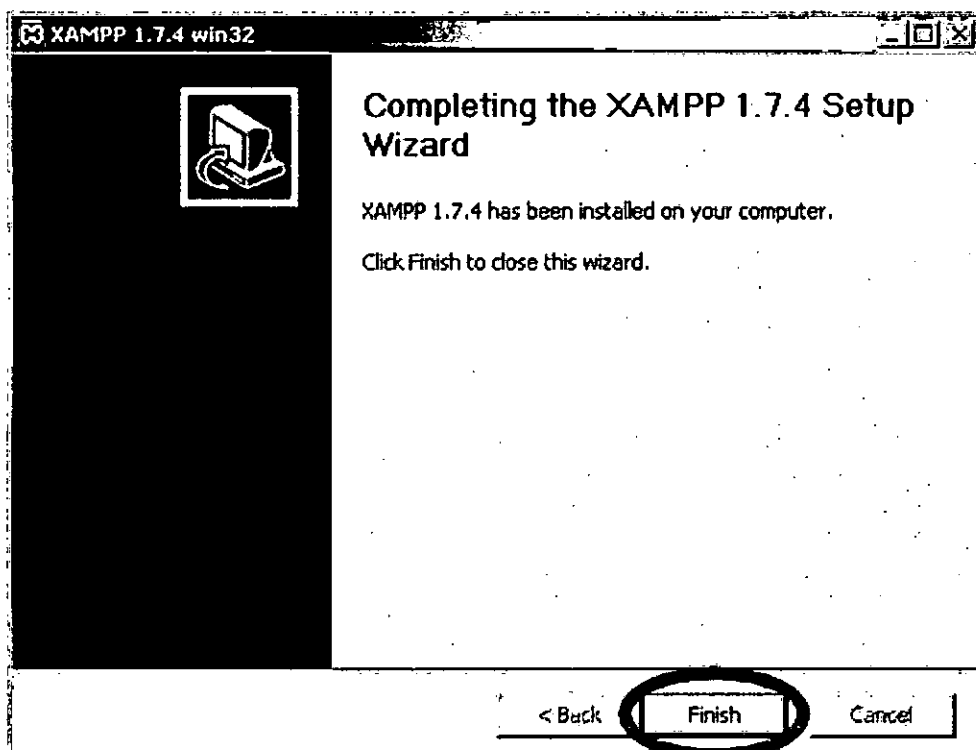 XAMPP 1.7.4 win32
Completing the XAMPP 1.7.4 Setup
Wizard
XAMPP 1.7.4 has been installed on your computer.
Click Finish to close this wizard.
< Back Finish Cancel